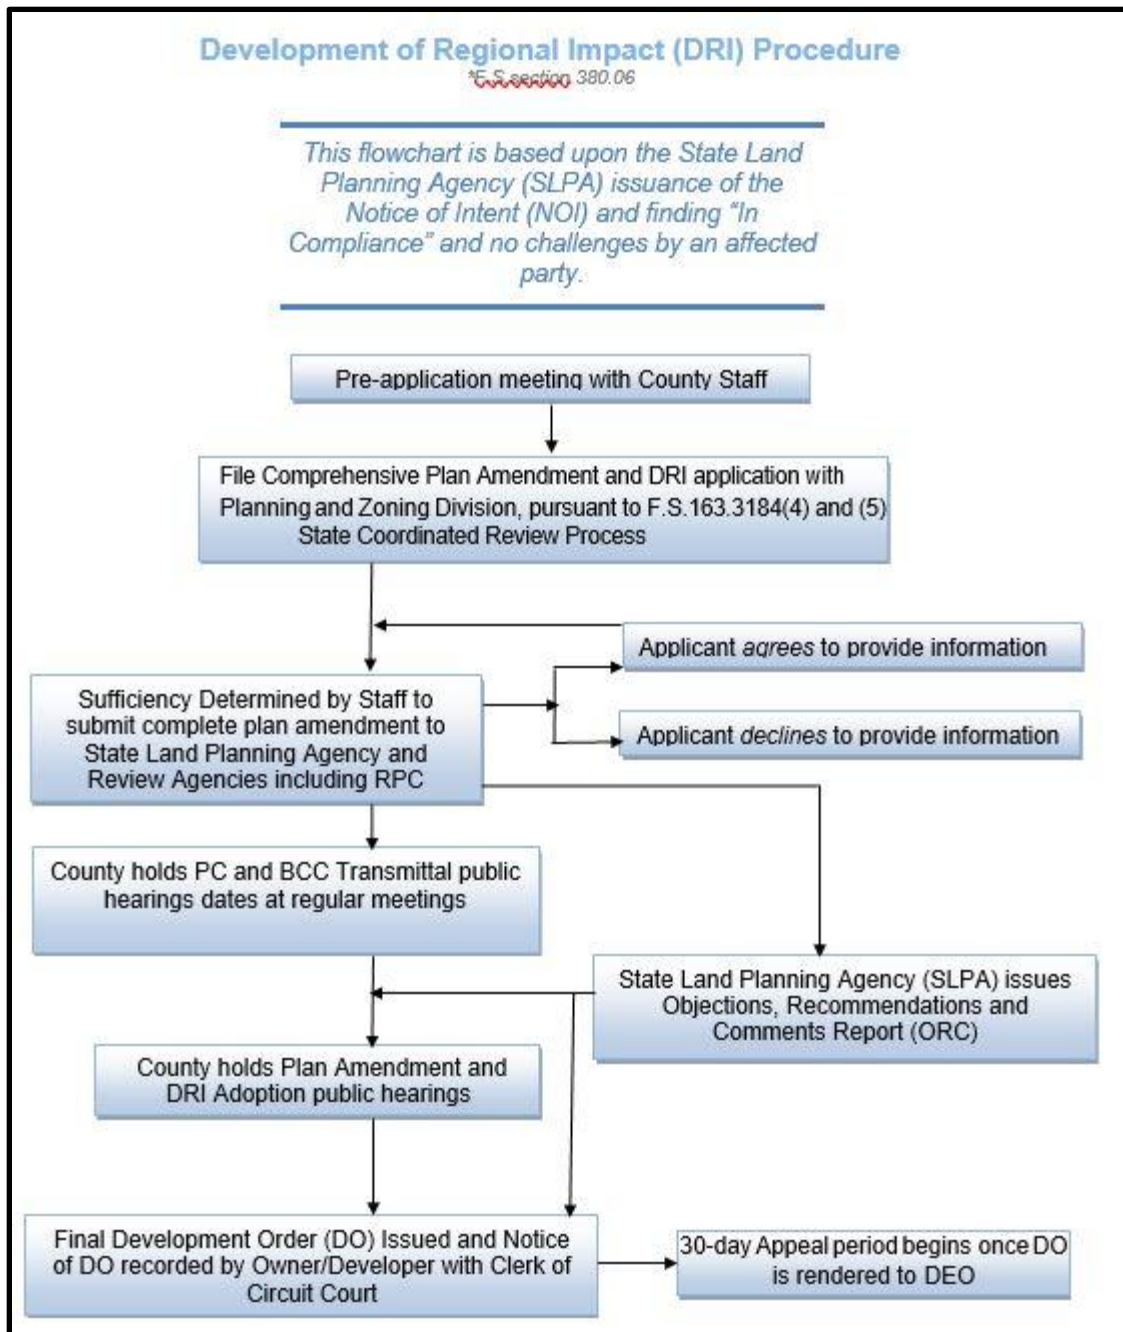 Development of Regional Impact (DRI) Procedure
*F.S section 380.06
This flowchart is based upon the State Land
Planning Agency (SLPA) issuance of the
Notice of Intent (NOI) and finding “In
Compliance” and no challenges by an affected
party.
Pre-application meeting with County Staff
File Comprehensive Plan Amendment and DRI application with
Planning and Zoning Division, pursuant to F.S.163.3184(4) and (5)
State Coordinated Review Process
Applicant agrees to provide information
Sufficiency Determined by Staff to
submit complete plan amendment to
State Land Planning Agency and
Review Agencies including RPC
Applicant declines to provide information
County holds PC and BCC Transmittal public
hearings dates at regular meetings
State Land Planning Agency (SLPA) issues
Objections, Recommendations and
Comments Report (ORC)
County holds Plan Amendment and
DRI Adoption public hearings
Final Development Order (DO) Issued and Notice
of DO recorded by Owner/Developer with Clerk of
Circuit Court
30-day Appeal period begins once DO
is rendered to DEO